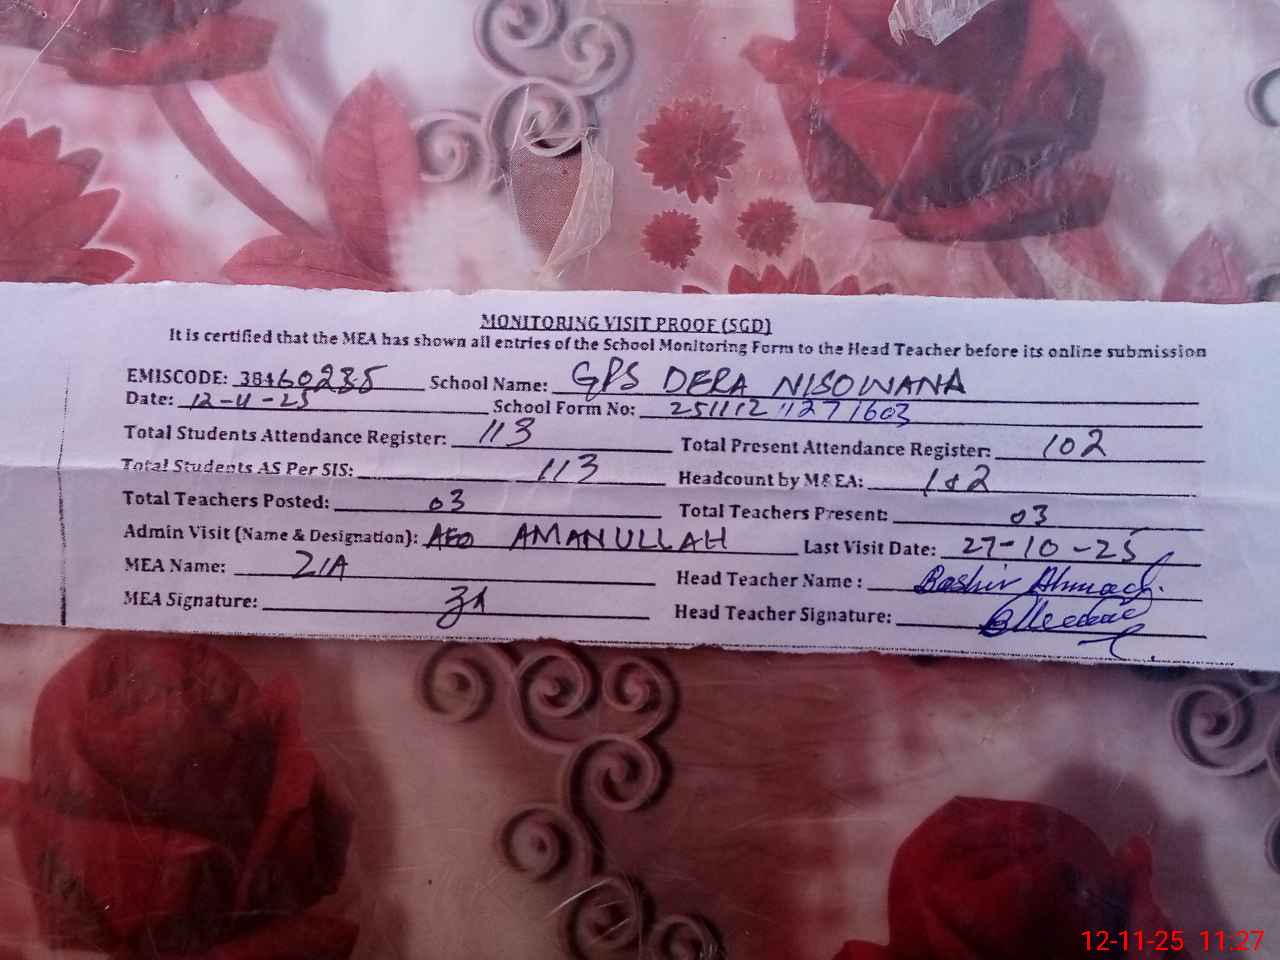 MONITORING VISIT PROOF (SGD)
It is certified that the MEA has shown all entries of the School Monitoring Form to the Head Teacher before its online submission
EMISCODE: 38460235 School Name: GPS DERA NISOWANA
Date: 12-11-25 School Form No: 2511121271603
Total Students Attendance Register: 113 Total Present Attendance Register: 102
Total Students AS Per SIS: 113 Headcount by M&EA: 102
Total Teachers Posted: 03 Total Teachers Present: 03
Admin Visit (Name & Designation): AEO AMANULLAH Last Visit Date: 27-10-25
MEA Name: ZIA Head Teacher Name : Bashir Ahmad
MEA Signature: Head Teacher Signature:
12-11-25 11:27